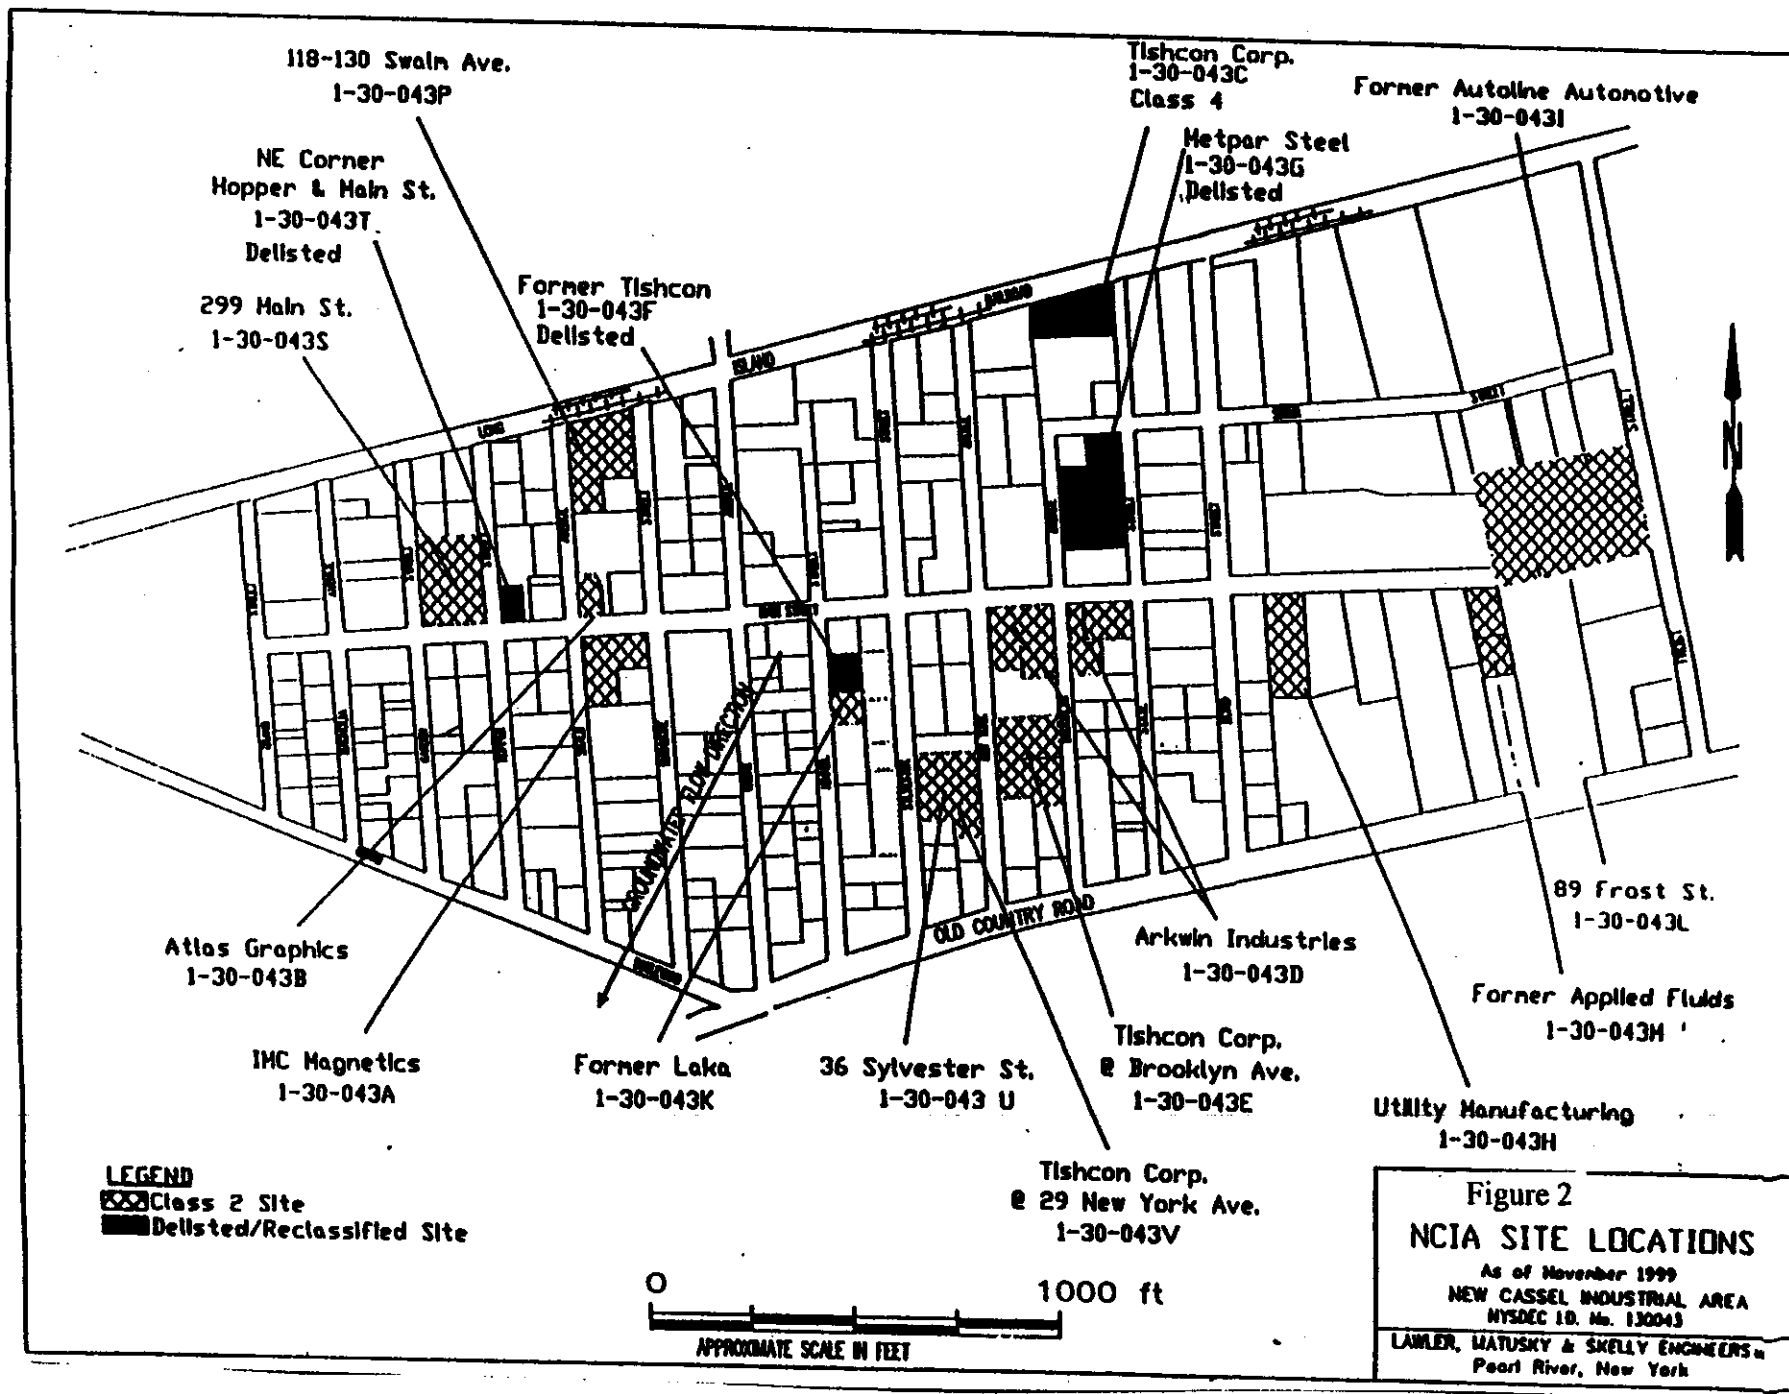 118-130 Swalm Ave.
1-30-043P
NE Corner
Hopper & Main St.
1-30-043T
Delisted
299 Main St.
1-30-043S
Former Tishcon
1-30-043F
Delisted
Tishcon Corp.
1-30-043C
Class 4
Metpar Steel
1-30-043G
Delisted
Former Autoline Automotive
1-30-043I
LONG
ISLAND
RAILROAD
N
MAIN STREET
GROUNDWATER FLOW DIRECTION
OLD COUNTRY ROAD
Atlas Graphics
1-30-043B
IMC Magnetics
1-30-043A
Former Laka
1-30-043K
36 Sylvester St.
1-30-043 U
Tishcon Corp.
@ 29 New York Ave.
1-30-043V
Tishcon Corp.
@ Brooklyn Ave.
1-30-043E
Arkwin Industries
1-30-043D
89 Frost St.
1-30-043L
Former Applied Fluids
1-30-043M
Utility Manufacturing
1-30-043H
LEGEND
Class 2 Site
Delisted/Reclassified Site
0 1000 ft
APPROXIMATE SCALE IN FEET
Figure 2
NCIA SITE LOCATIONS
As of November 1999
NEW CASSEL INDUSTRIAL AREA
NYSDEC I.D. No. 130043
LAWLER, MATUSKY & SKELLY ENGINEERS
Pearl River, New York